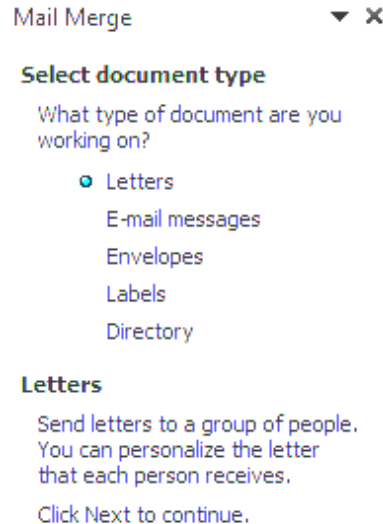 Mail Merge
Select document type
What type of document are you
working on?
Letters
E-mail messages
Envelopes
Labels
Directory
Letters
Send letters to a group of people.
You can personalize the letter
that each person receives.
Click Next to continue.